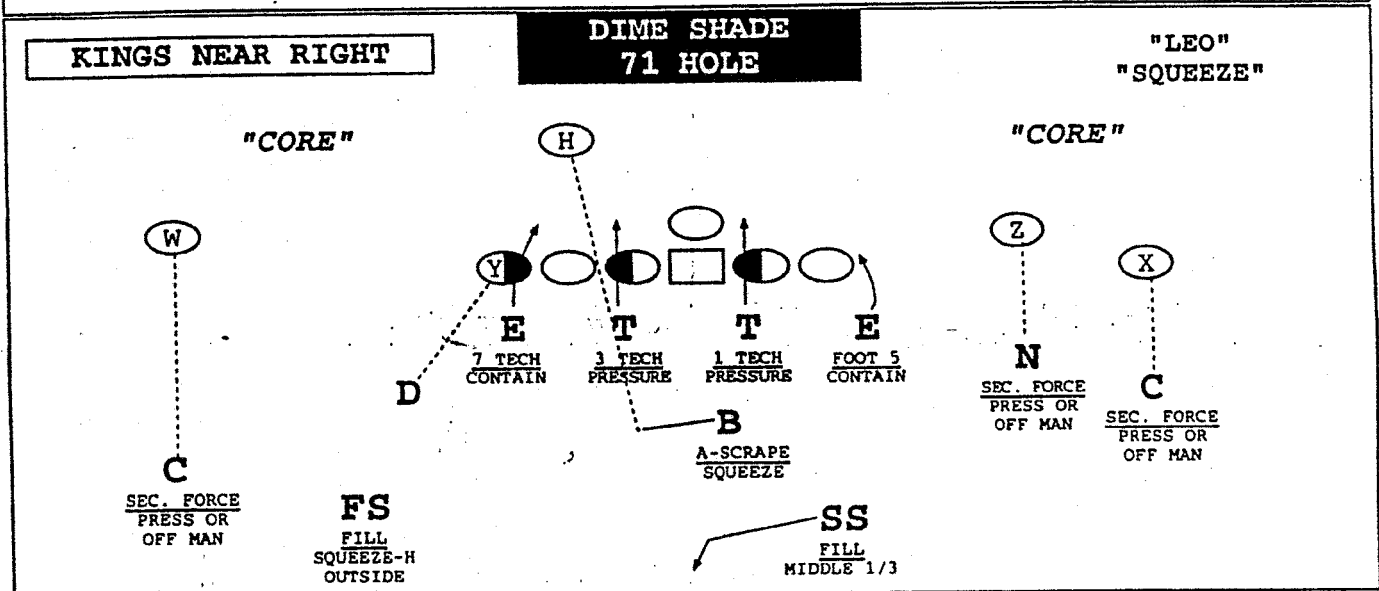 KINGS NEAR RIGHT
DIME SHADE
71 HOLE
"LEO"
"SQUEEZE"
"CORE"
H
"CORE"
W
Z
Y
X
E
7 TECH
CONTAIN
T
3 TECH
PRESSURE
T
1 TECH
PRESSURE
E
FOOT 5
CONTAIN
N
SEC. FORCE
PRESS OR
OFF MAN
C
SEC. FORCE
PRESS OR
OFF MAN
D
B
A-SCRAPE
SQUEEZE
C
SEC. FORCE
PRESS OR
OFF MAN
FS
FILL
SQUEEZE-H
OUTSIDE
SS
FILL
MIDDLE 1/3